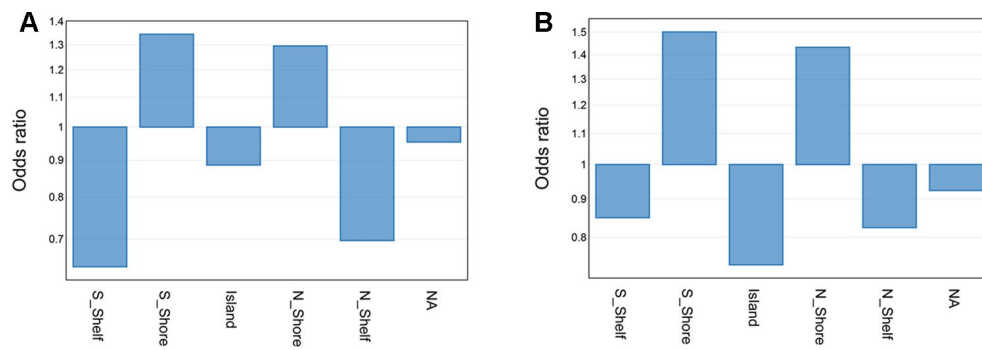 A
Odds ratio
1.4
1.3
1.2
1.1
1
0.9
0.8
0.7
S_Shelf
S_Shore
Island
N_Shore
N_Shelf
NA
B
Odds ratio
1.5
1.4
1.3
1.2
1.1
1
0.9
0.8
S_Shelf
S_Shore
Island
N_Shore
N_Shelf
NA